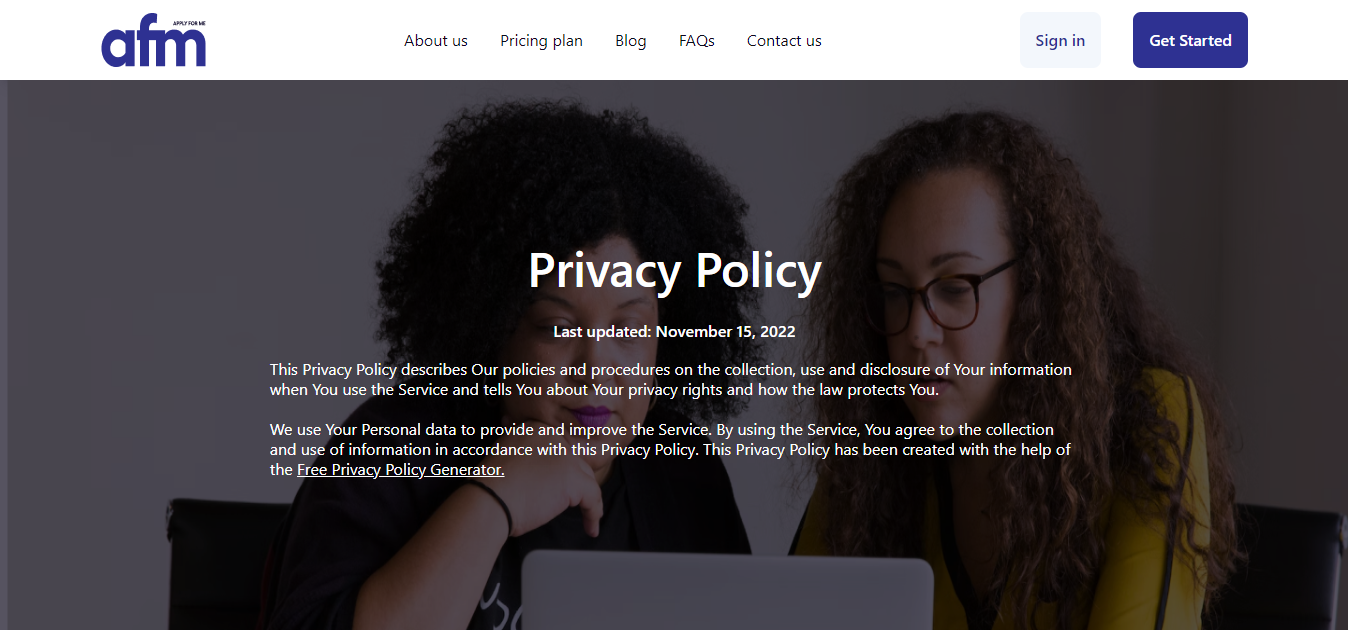 APPLY FOR ME
afm
About us
Pricing plan
Blog
FAQs
Contact us
Sign in
Get Started
Privacy Policy
Last updated: November 15, 2022
This Privacy Policy describes Our policies and procedures on the collection, use and disclosure of Your information
when You use the Service and tells You about Your privacy rights and how the law protects You.
We use Your Personal data to provide and improve the Service. By using the Service, You agree to the collection
and use of information in accordance with this Privacy Policy. This Privacy Policy has been created with the help of
the Free Privacy Policy Generator.